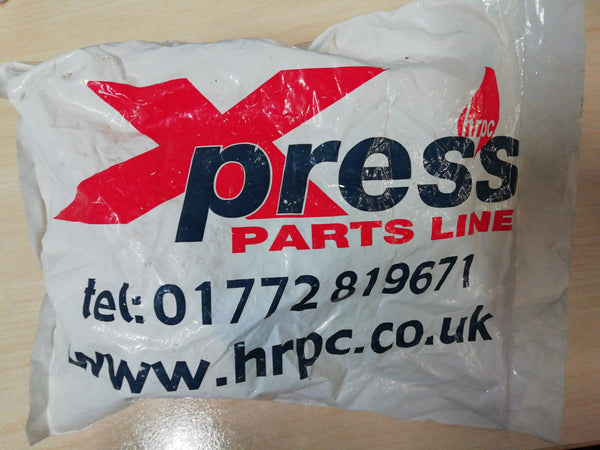 hrpc
Xpress
PARTS LINE
tel: 01772 819671
www.hrpc.co.uk